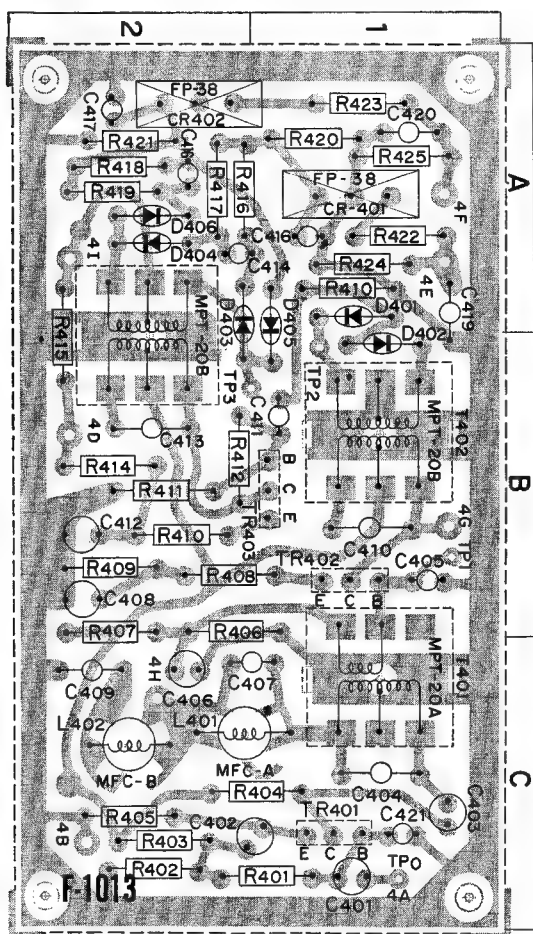 2 1
FP-38
CR402
C417
R423
C420
R421
R420
R418
C418
R425
R419
R417
R416
FP-38
CR-401
4F
A
D406
C416
R422
4I
D404
C414
R424
4E
R410
C419
MPT-20B
D403
D405
D401
D402
R415
TP3
TP2
4D
C411
C413
MPT-20B
T402
R414
R412
B
C
E
R411
TR403
B
C412
R410
C410
4G
TP1
R409
R408
TR402
C405
E C B
C408
R407
R406
MPT-20A
T401
C409
4H
C406
C407
L402
L401
MFC-B
MFC-A
R404
C404
C403
C
R405
C402
TR401
C421
4B
R403
E C B
R402
R401
C401
TP0
4A
F-1013